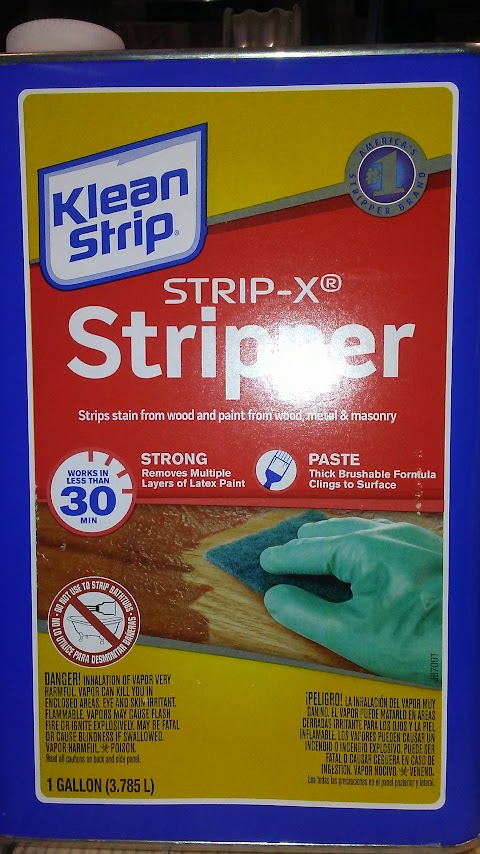 Klean
Strip®
AMERICA'S
#1
STRIPPER BRAND
STRIP-X®
Stripper
Strips stain from wood and paint from wood, metal & masonry
WORKS IN
LESS THAN
30
MIN
STRONG
Removes Multiple
Layers of Latex Paint
PASTE
Thick Brushable Formula
Clings to Surface
DO NOT USE TO STRIP BATHTUBS
NO LO UTILICE PARA DESMONTAR BAÑERAS
DANGER! INHALATION OF VAPOR VERY
HARMFUL. VAPOR CAN KILL YOU IN
ENCLOSED AREAS. EYE AND SKIN IRRITANT.
FLAMMABLE. VAPORS MAY CAUSE FLASH
FIRE OR IGNITE EXPLOSIVELY. MAY BE FATAL
OR CAUSE BLINDNESS IF SWALLOWED.
VAPOR HARMFUL. POISON.
Read all cautions on back and side panel.
1 GALLON (3.785 L)
¡PELIGRO! LA INHALACIÓN DEL VAPOR MUY
DAÑINO. EL VAPOR PUEDE MATARLO EN ÁREAS
CERRADAS IRRITANTE PARA LOS OJOS Y LA PIEL
INFLAMABLE. LOS VAPORES PUEDEN CAUSAR UN
INCENDIO O INCENDIO EXPLOSIVO. PUEDE SER
FATAL O CAUSAR CEGUERA EN CASO DE
INGESTIÓN. VAPOR NOCIVO. VENENO.
Lea todas las precauciones en el panel posterior y lateral.